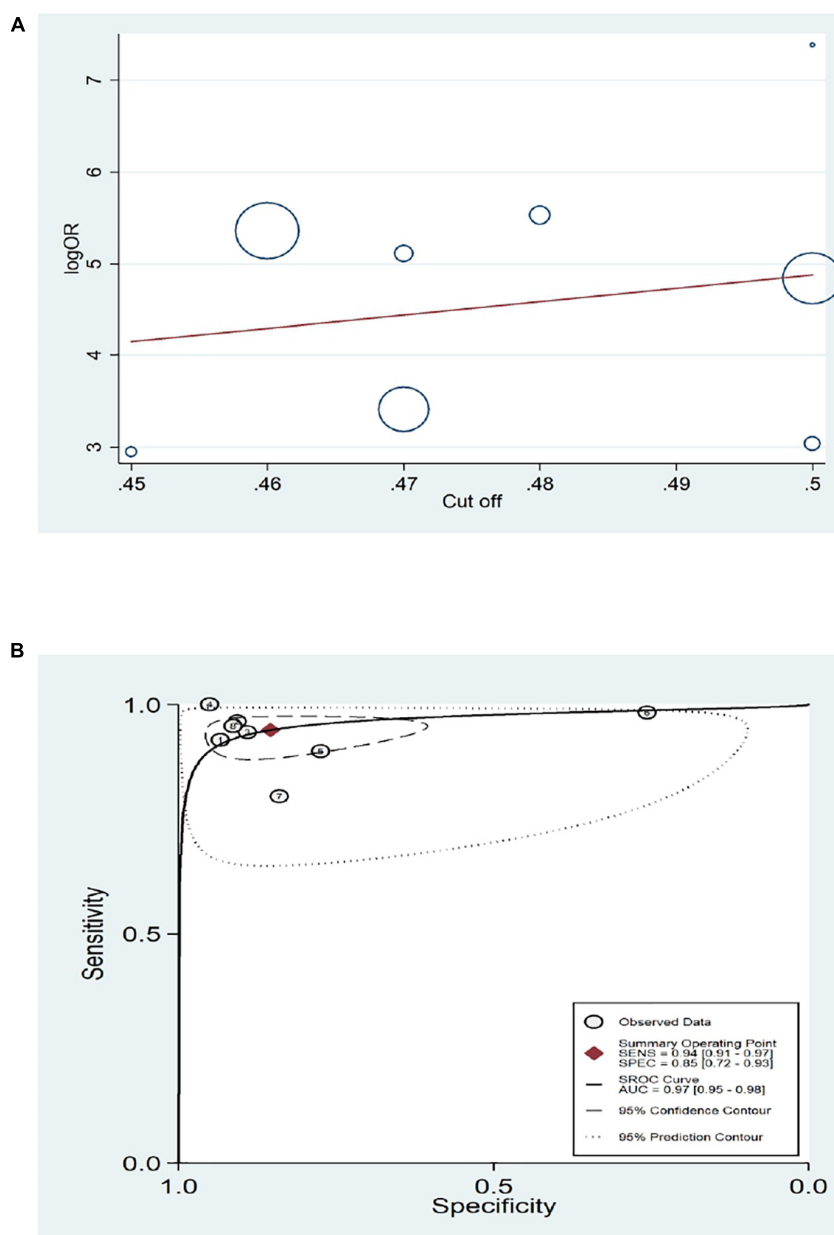 A
logOR
7
6
5
4
3
.45 .46 .47 .48 .49 .5
Cut off
B
Sensitivity
1.0
0.5
0.0
4
8
1
3
5
6
7
Observed Data
Summary Operating Point
SENS = 0.94 [0.91 - 0.97]
SPEC = 0.85 [0.72 - 0.93]
SROC Curve
AUC = 0.97 [0.95 - 0.98]
95% Confidence Contour
95% Prediction Contour
1.0 0.5 0.0
Specificity